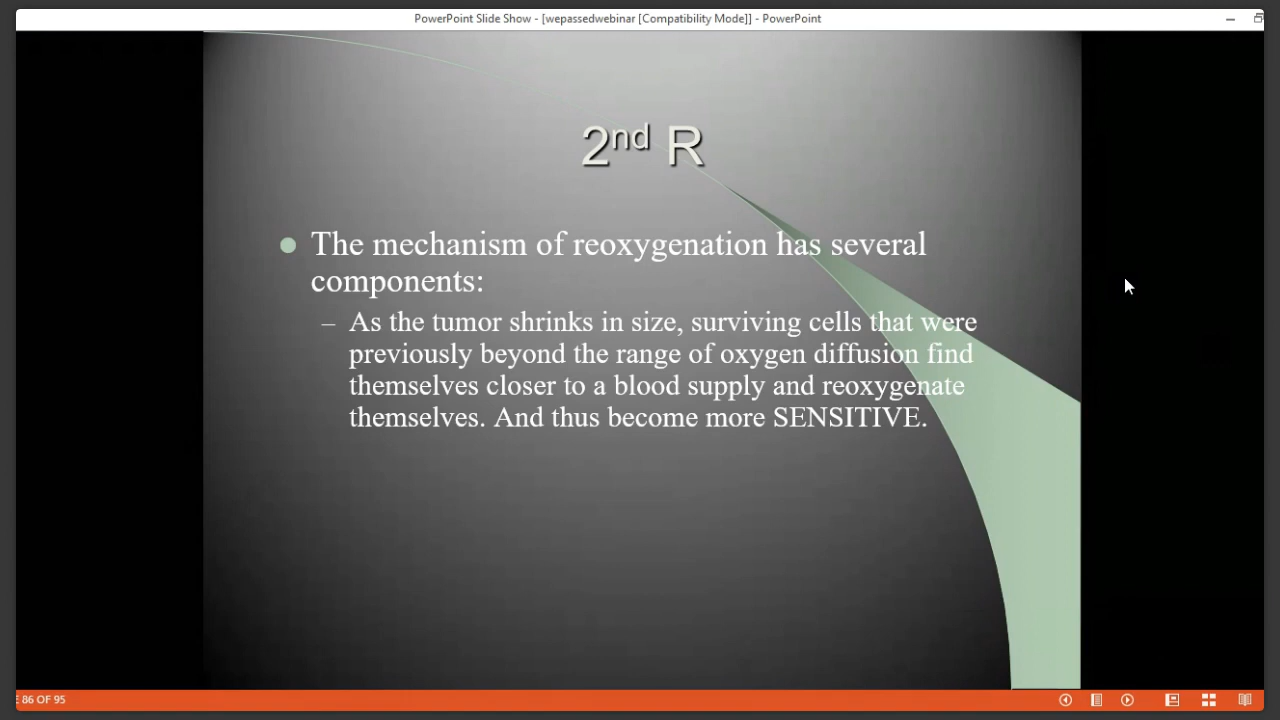 PowerPoint Slide Show - [wepassedwebinar [Compatibility Mode]] - PowerPoint
2nd R
The mechanism of reoxygenation has several
components:
– As the tumor shrinks in size, surviving cells that were
previously beyond the range of oxygen diffusion find
themselves closer to a blood supply and reoxygenate
themselves. And thus become more SENSITIVE.
E 86 OF 95